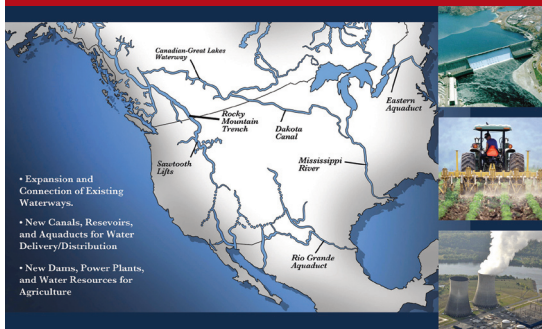 Canadian-Great Lakes
Waterway
Eastern
Aquaduct
Rocky
Mountain
Trench
Dakota
Canal
Sawtooth
Lifts
Mississippi
River
Rio Grande
Aquaduct
• Expansion and
Connection of Existing
Waterways.
• New Canals, Resevoirs,
and Aquaducts for Water
Delivery/Distribution
• New Dams, Power Plants,
and Water Resources for
Agriculture